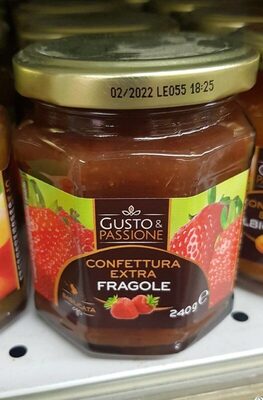 02/2022 LE055 18:25
GUSTO &
PASSIONE
CONFETTURA
EXTRA
FRAGOLE
240g e